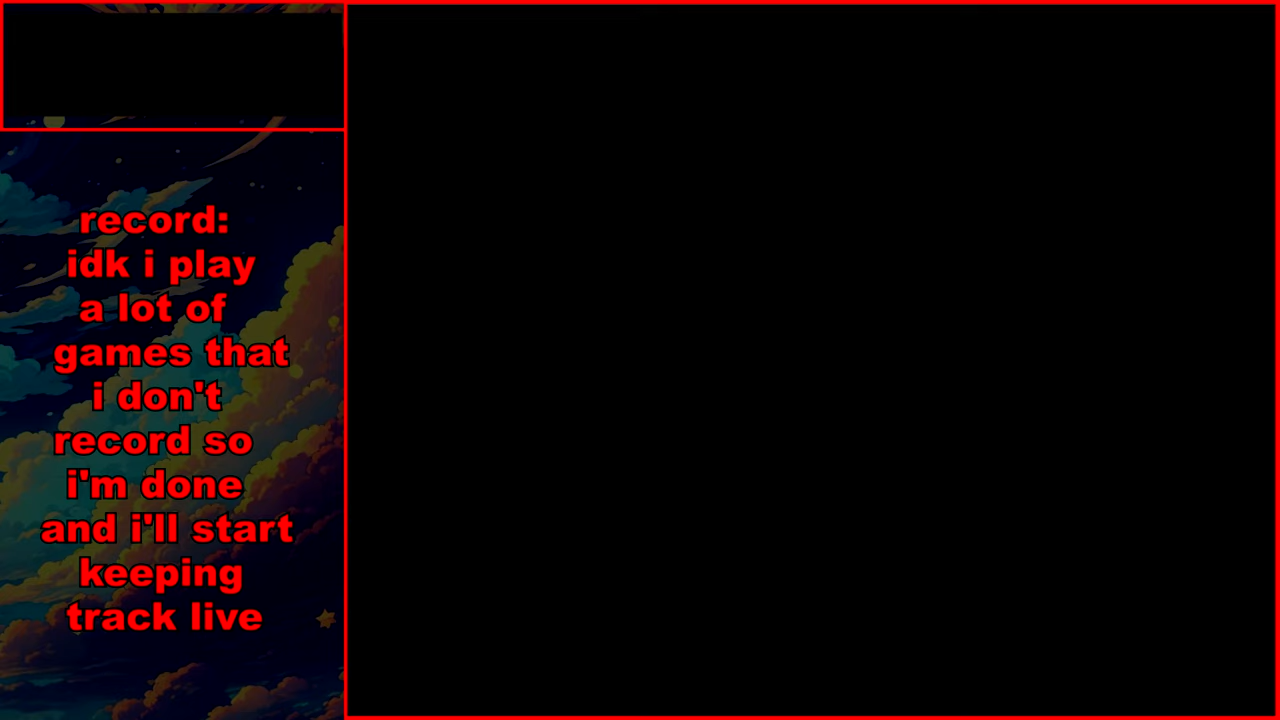 record:
idk i play
a lot of
games that
i don't
record so
i'm done
and i'll start
keeping
track live